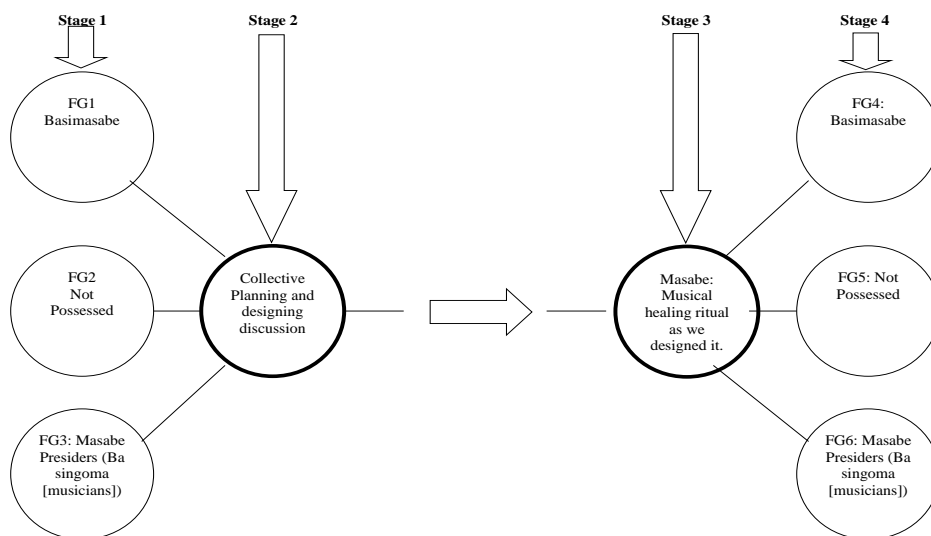 Stage 1
Stage 2
Stage 3
Stage 4
FG1
Basimasabe
FG4:
Basimasabe
FG2
Not
Possessed
Collective
Planning and
designing
discussion
Masabe:
Musical
healing ritual
as we
designed it.
FG5: Not
Possessed
FG3: Masabe
Presiders (Ba
singoma
[musicians])
FG6: Masabe
Presiders (Ba
singoma
[musicians])